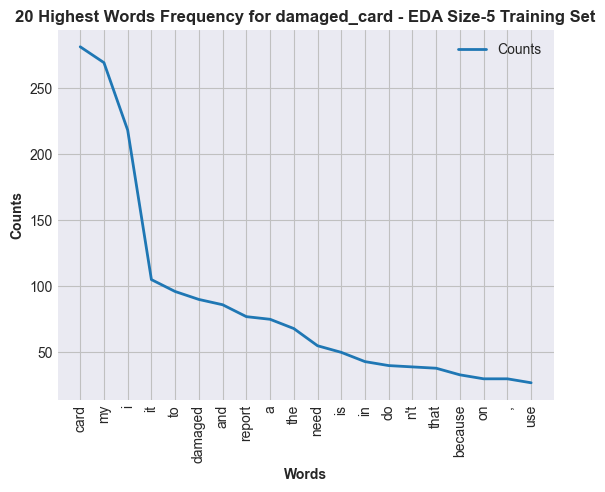 20 Highest Words Frequency for damaged_card - EDA Size-5 Training Set
Counts
250
200
150
100
50
Counts
card
my
i
it
to
damaged
and
report
a
the
need
is
in
do
n't
that
because
on
,
use
Words